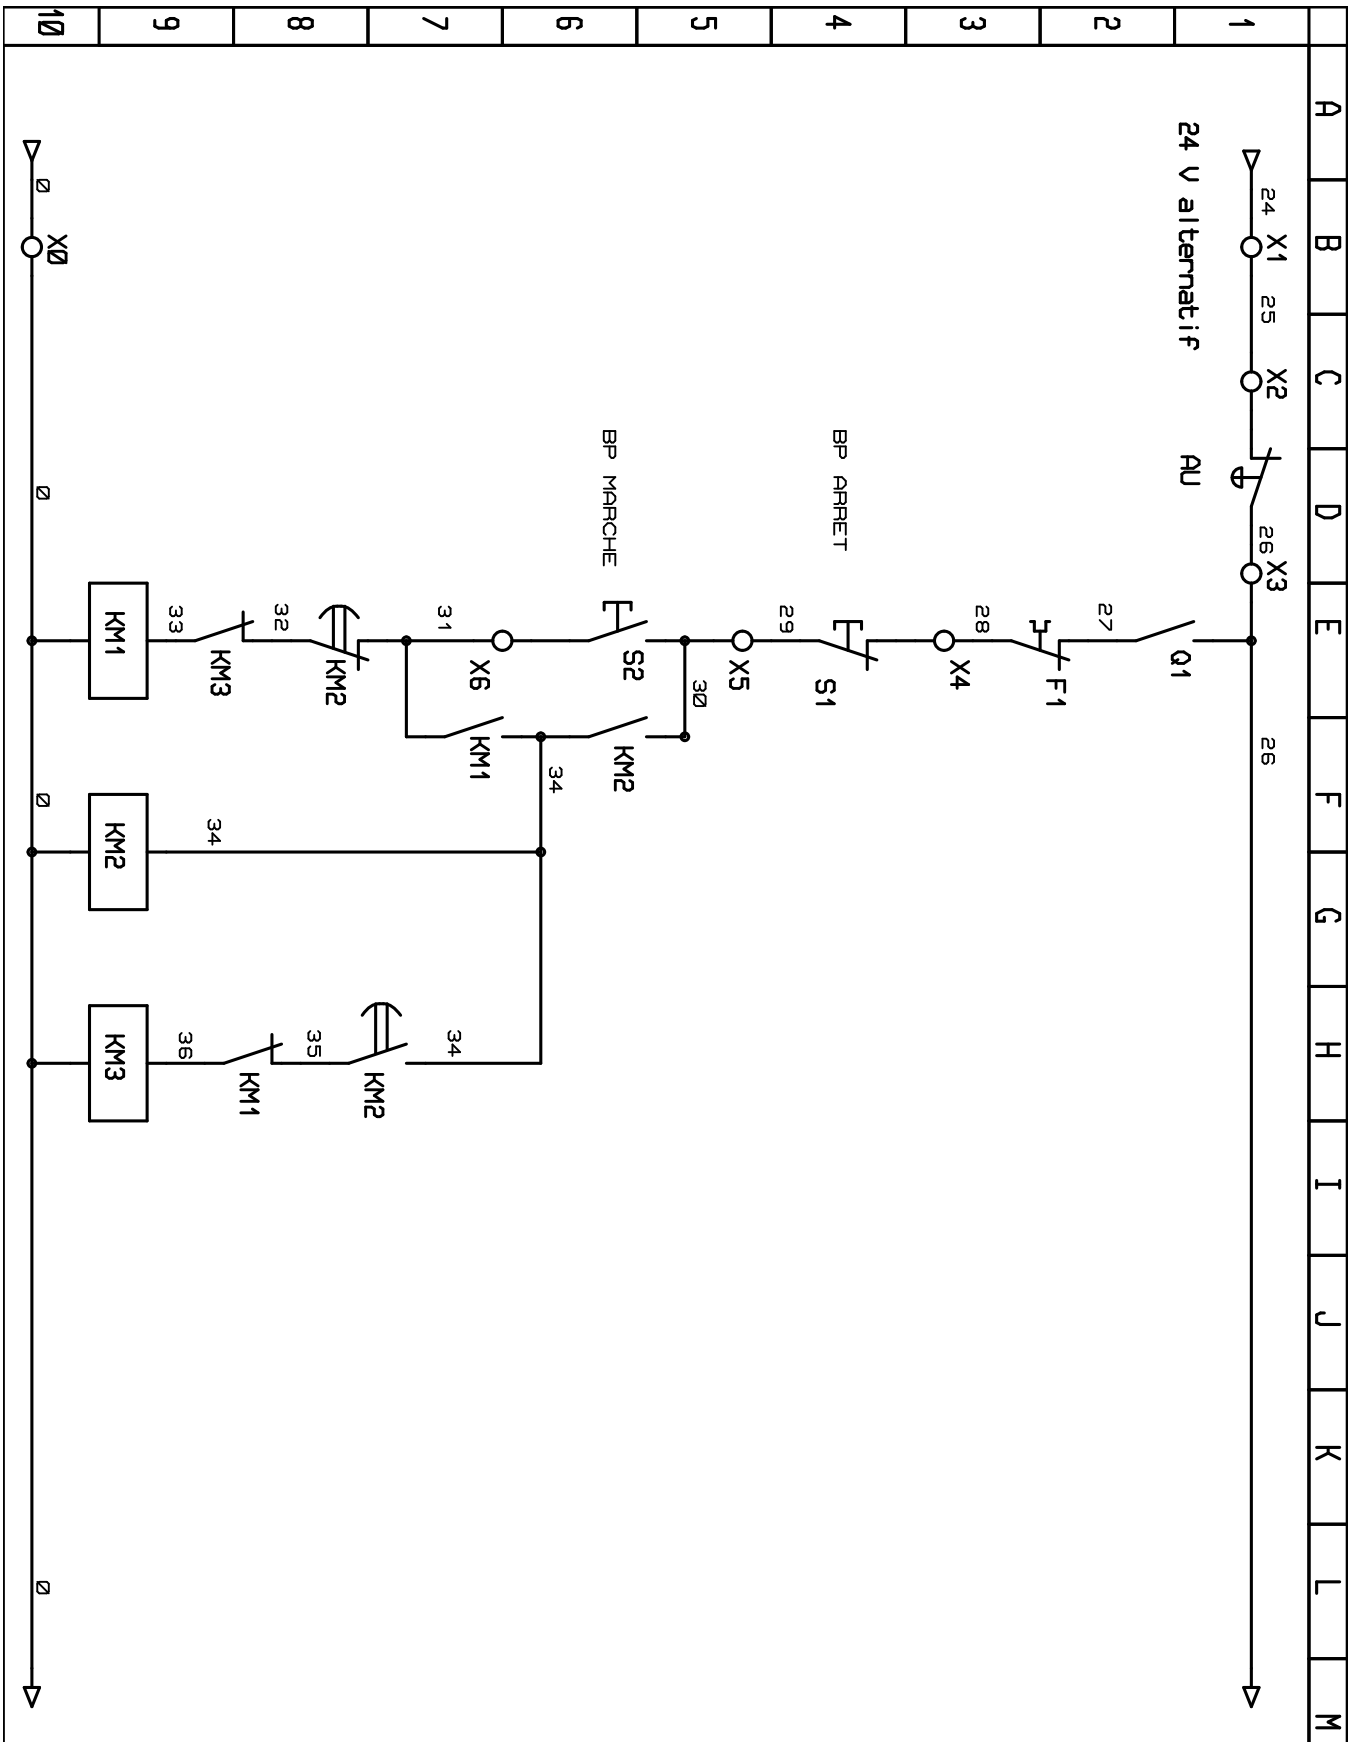 A B C D E F G H I J K L M
1
2
3
4
5
6
7
8
9
10
24 X1 25 X2 26 X3 26
24 V alternatif
AU
Q1
27
F1
28
X4
BP ARRET
S1
29
X5
30
BP MARCHE
S2
KM2
X6
KM1
34
31
34
KM2
KM2
32
35
KM3
KM1
34
33
36
KM1
KM2
KM3
X0
0 0 0 0